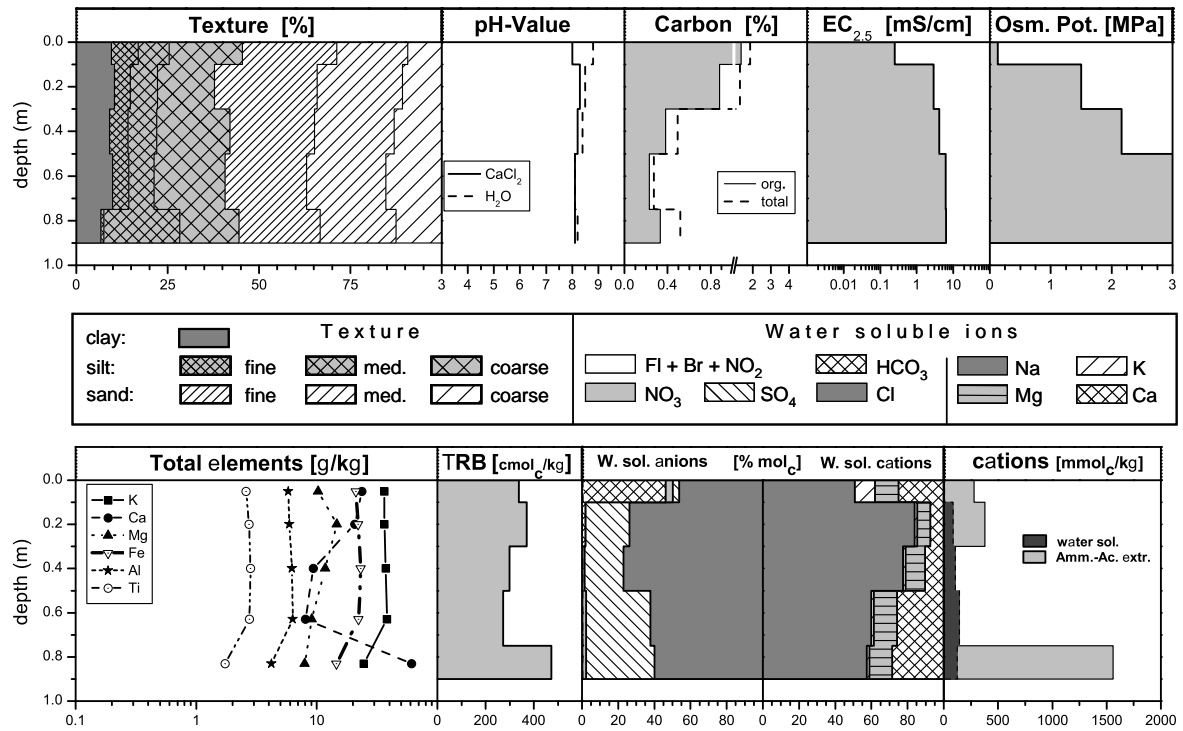 Texture [%]
pH-Value
Carbon [%]
EC2.5 [mS/cm]
Osm. Pot. [MPa]
depth (m)
0.0
0.2
0.4
0.6
0.8
1.0
CaCl2
H2O
org.
total
0 25 50 75
3 4 5 6 7 8 9
0.0 0.8 // 2 3 4
0.01 0.1 1 10
0 1 2 3
Texture
clay:
silt: fine med. coarse
sand: fine med. coarse
Water soluble ions
Fl + Br + NO2
HCO3
NO3
SO4
Cl
Na
K
Mg
Ca
Total elements [g/kg]
TRB [cmolc/kg]
W. sol. anions [% molc] W. sol. cations
cations [mmolc/kg]
depth (m)
0.0
0.2
0.4
0.6
0.8
1.0
K
Ca
Mg
Fe
Al
Ti
water sol.
Amm.-Ac. extr.
0.1 1 10
0 200 400
0 20 40 60 80
0 20 40 60 80
0 500 1000 1500 2000